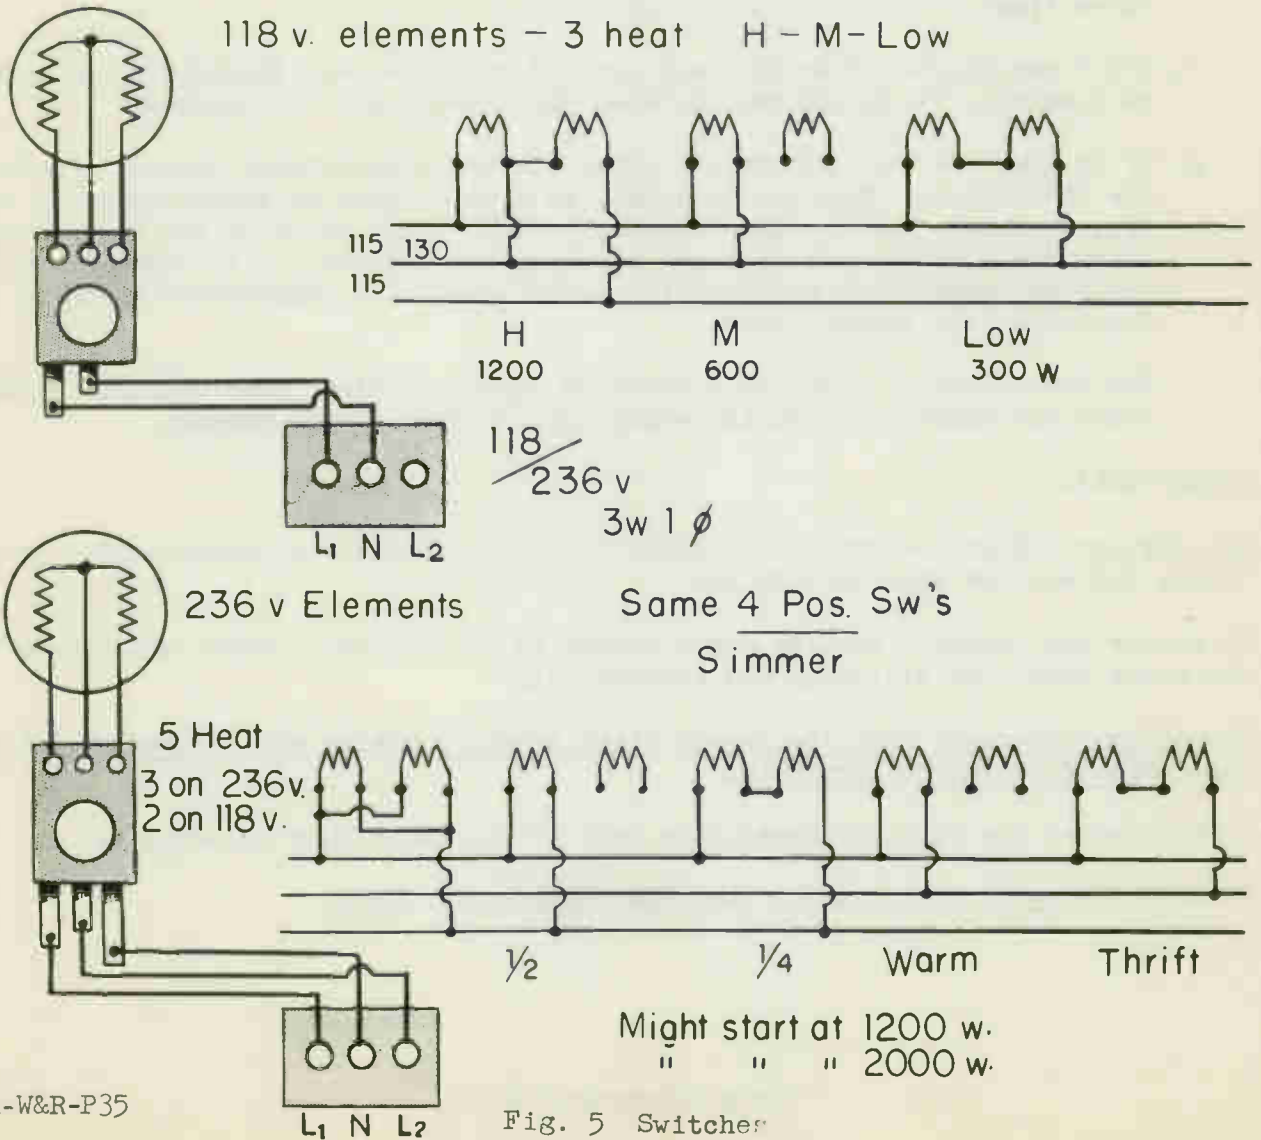 118 v. elements – 3 heat H – M – Low
115 130
115
H M Low
1200 600 300 W
118/236 v
3w 1 ø
L1 N L2
236 v Elements
Same 4 Pos. Sw's
Simmer
5 Heat
3 on 236 v.
2 on 118 v.
1/2 1/4 Warm Thrift
Might start at 1200 w.
" " " 2000 w.
-W&R-P35
L1 N L2
Fig. 5